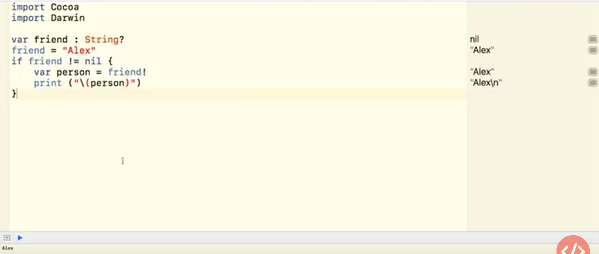 import Cocoa
import Darwin
var friend : String?
nil
friend = "Alex"
"Alex"
if friend != nil {
var person = friend!
"Alex"
print ("\(person)")
"Alex\n"
}
Alex